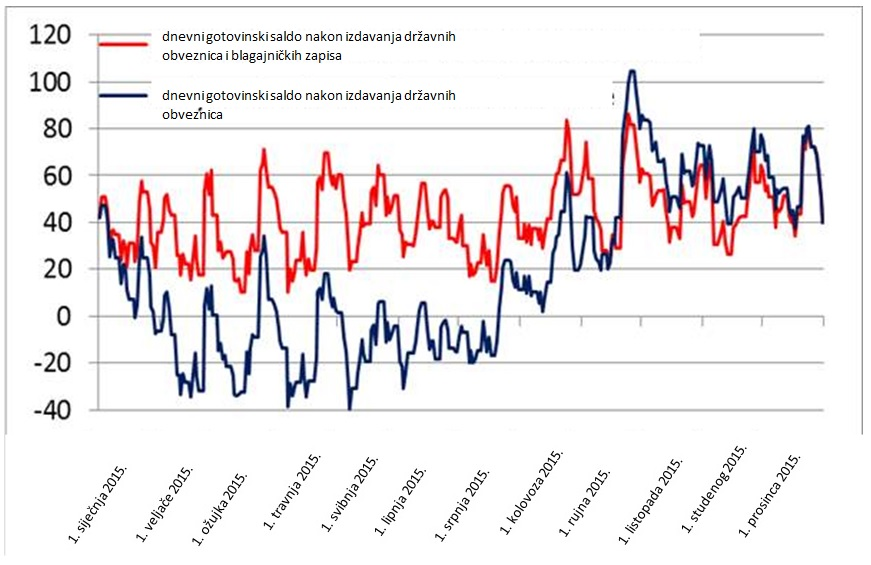 120
100
80
60
40
20
0
-20
-40
dnevni gotovinski saldo nakon izdavanja državnih
obveznica i blagajničkih zapisa
dnevni gotovinski saldo nakon izdavanja državnih
obveznica
1. siječnja 2015.
1. veljače 2015.
1. ožujka 2015.
1. travnja 2015.
1. svibnja 2015.
1. lipnja 2015.
1. srpnja 2015.
1. kolovoza 2015.
1. rujna 2015.
1. listopada 2015.
1. studenog 2015.
1. prosinca 2015.